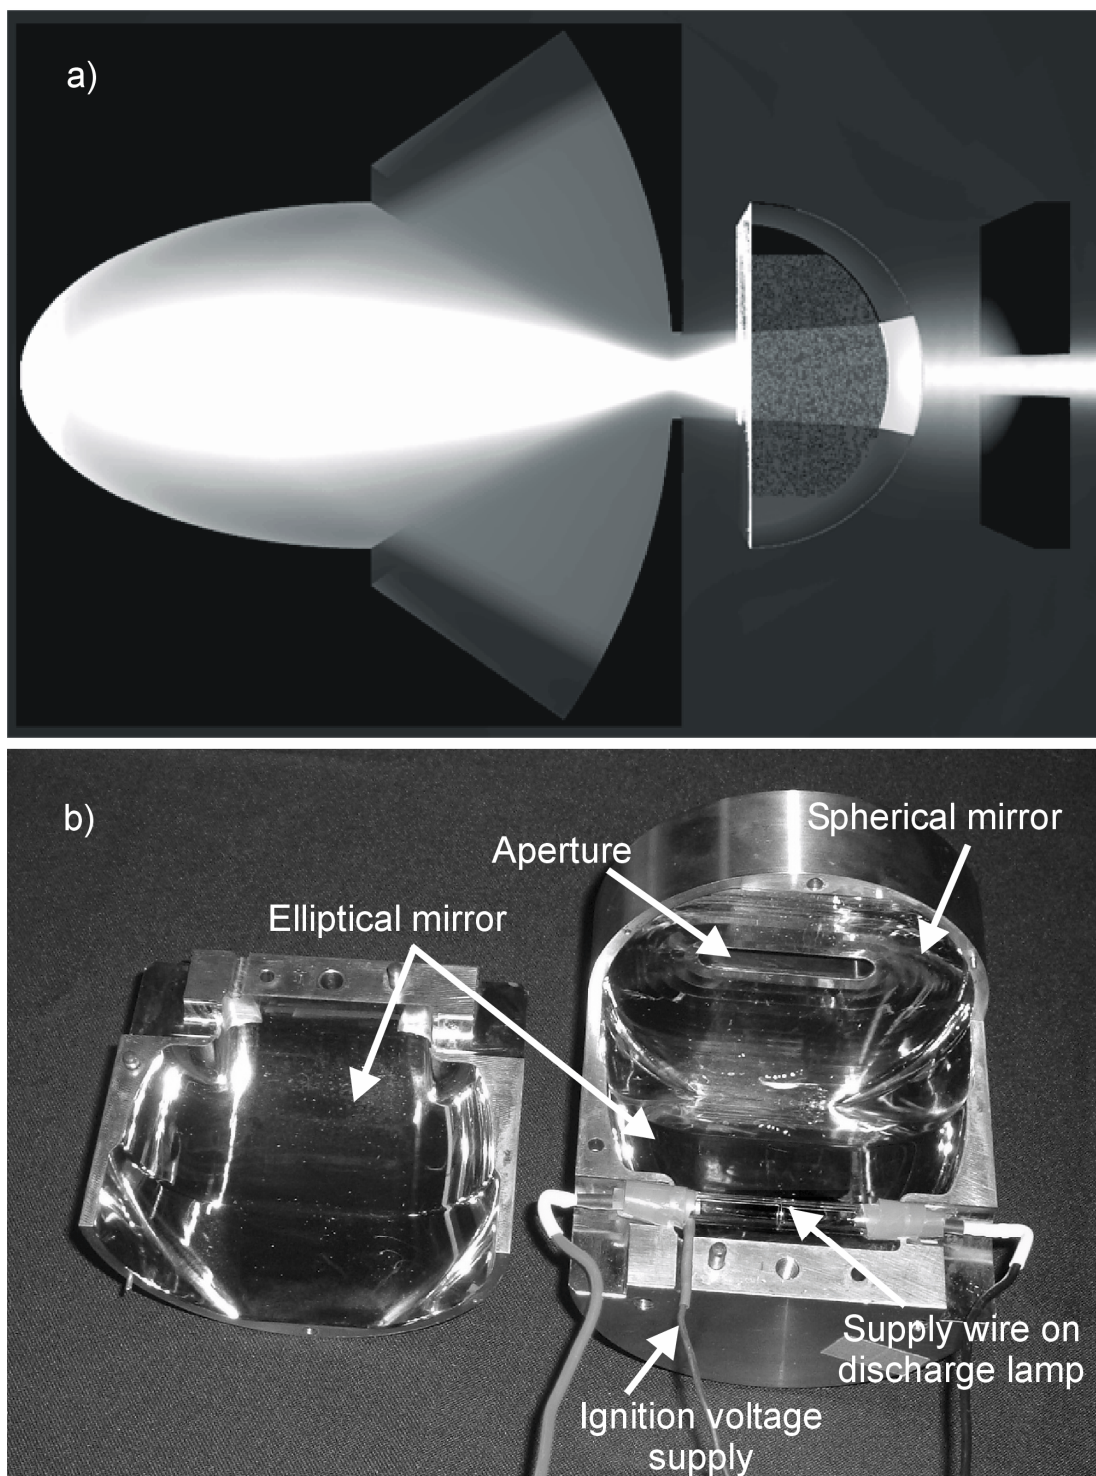 a)
b)
Spherical mirror
Aperture
Elliptical mirror
Supply wire on
discharge lamp
Ignition voltage
supply